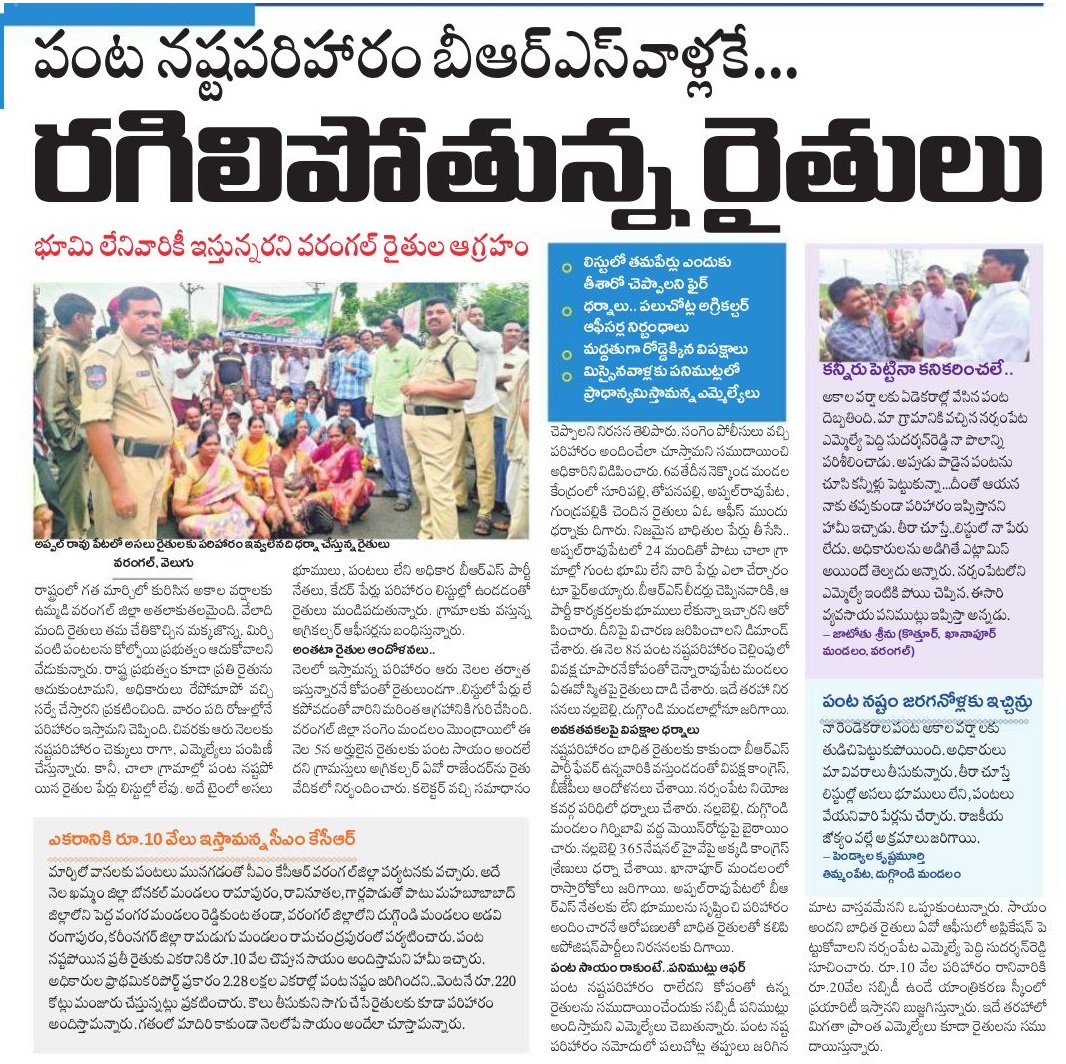 పంట నష్టపరిహారం బీఆర్ఎస్‌వాళ్లకే...
రగిలిపోతున్న రైతులు
భూమి లేనివారికీ ఇస్తున్నరని వరంగల్ రైతుల ఆగ్రహం
అప్పల్ రావు పేటలో అసలు రైతులకు పరిహారం ఇవ్వలేనది ధర్నా చేస్తున్న రైతులు
వరంగల్, వెలుగు
రాష్ట్రంలో గత మార్చిలో కురిసిన అకాల వర్షాలకు
ఉమ్మడి వరంగల్ జిల్లా అతలాకుతలమైంది. వేలాది
మంది రైతులు తమ చేతికొచ్చిన మక్కజొన్న, మిర్చి
వంటి పంటలను కోల్పోయి ప్రభుత్వం ఆదుకోవాలని
వేడుకున్నారు. రాష్ట్ర ప్రభుత్వం కూడా ప్రతి రైతును
ఆదుకుంటామని, అధికారులు రేపోమాపో వచ్చి
సర్వే చేస్తారని ప్రకటించింది. వారం పది రోజుల్లోనే
పరిహారం ఇస్తామని చెప్పింది. చివరకు ఆరు నెలలకు
నష్టపరిహారం చెక్కులు రాగా, ఎమ్మెల్యేలు పంపిణీ
చేస్తున్నారు. కానీ, చాలా గ్రామాల్లో పంట నష్టపో
యిన రైతుల పేర్లు లిస్టుల్లో లేవు. అదే టైంలో అసలు
భూములు, పంటలు లేని అధికార బీఆర్ఎస్ పార్టీ
నేతలు, కేడర్ పేర్లు పరిహారం లిస్టుల్లో ఉండడంతో
రైతులు మండిపడుతున్నారు. గ్రామాలకు వస్తున్న
అగ్రికల్చర్ ఆఫీసర్లను బంధిస్తున్నారు.
అంతటా రైతుల ఆందోళనలు..
నెలలో ఇస్తామన్న పరిహారం ఆరు నెలల తర్వాత
ఇస్తున్నారనే కోపంతో రైతులుండగా..లిస్టులో పేర్లు లే
కపోవడంతో వారిని మరింత ఆగ్రహానికి గురి చేసింది.
వరంగల్ జిల్లా సంగెం మండలం మొండ్రాయిలో ఈ
నెల 5న అర్హులైన రైతులకు పంట సాయం అందలే
దని గ్రామస్తులు అగ్రికల్చర్ ఏవో రాజేందర్‌ను రైతు
వేదికలో నిర్బంధించారు. కలెక్టర్ వచ్చి సమాధానం
ఎకరానికి రూ.10 వేలు ఇస్తామన్న సీఎం కేసీఆర్
మార్చిలో వానలకు పంటలు మునగడంతో సీఎం కేసీఆర్ వరంగల్‌జిల్లా పర్యటనకు వచ్చారు. అదే
నెల ఖమ్మం జిల్లా బోనకల్ మండలం రామాపురం, రావినూతల,గార్లపాడుతో పాటు మహబూబాబాద్
జిల్లాలోని పెద్ద వంగర మండలం రెడ్డికుంట తండా, వరంగల్ జిల్లాలోని దుగ్గొండి మండలం అడవి
రంగాపురం,కరీంనగర్ జిల్లా రామడుగు మండలం రామచంద్రపురంలో పర్యటించారు. పంట
నష్టపోయిన ప్రతీ రైతుకు ఎకరానికి రూ.10 వేల చొప్పున సాయం అందిస్తామని హామీ ఇచ్చారు.
అధికారుల ప్రాథమిక రిపోర్ట్ ప్రకారం 2.28 లక్షల ఎకరాల్లో పంట నష్టం జరిగిందని..వెంటనే రూ.220
కోట్లు మంజురు చేస్తున్నట్లు ప్రకటించారు. కౌలు తీసుకుని సాగు చేసే రైతులకు కూడా పరిహారం
అందిస్తామన్నారు. గతంలో మాదిరి కాకుండా నెలలోపే సాయం అందేలా చూస్తామన్నారు.
లిస్టులో తమపేర్లు ఎందుకు
తీశారో చెప్పాలని ఫైర్
ధర్నాలు.. పలుచోట్ల అగ్రికల్చర్
ఆఫీసర్ల నిర్బంధాలు
మద్దతుగా రోడ్డెక్కిన విపక్షాలు
మిస్సైనవాళ్లకు పనిముట్లలో
ప్రాధాన్యమిస్తామన్న ఎమ్మెల్యేలు
చెప్పాలని నిరసన తెలిపారు. సంగెం పోలీసులు వచ్చి
పరిహారం అందించేలా చూస్తామని సముదాయించి
అధికారిని విడిపించారు. 6వతేదీన నెక్కొండ మండల
కేంద్రంలో సూరిపల్లి, తోపనపల్లి, అప్పల్‌రావుపేట,
గుండ్రపల్లికి చెందిన రైతులు ఏఓ ఆఫీస్ ముందు
ధర్నాకు దిగారు. నిజమైన బాధితుల పేర్లు తీసేసి..
అప్పల్‌రావుపేటలో 24 మందితో పాటు చాలా గ్రా
మాల్లో గుంట భూమి లేని వారి పేర్లు ఎలా చేర్చారం
టూ ఫైర్ అయ్యారు. బీఆర్ఎస్ లీడర్లు చెప్పినవారికి, ఆ
పార్టీ కార్యకర్తలకు భూములు లేకున్నా ఇచ్చారని ఆరో
పించారు. దీనిపై విచారణ జరిపించాలని డిమాండ్
చేశారు. ఈ నెల 8న పంట నష్టపరిహారం చెల్లింపులో
వివక్ష చూపారనే కోపంతో చెన్నారావుపేట మండలం
ఏఈవో స్మితపై రైతులు దాడి చేశారు. ఇదే తరహా నిర
సనలు నల్లబెల్లి, దుగ్గొండి మండలాల్లోనూ జరిగాయి.
అవకతవకలపై విపక్షాల ధర్నాలు
నష్టపరిహారం బాధిత రైతులకు కాకుండా బీఆర్ఎస్
పార్టీ ఫేవర్ ఉన్నవారికి వస్తుండడంతో విపక్ష కాంగ్రెస్,
బీజేపీలు ఆందోళనలు చేశాయి. నర్సంపేట నియోజ
కవర్గ పరిధిలో ధర్నాలు చేశారు. నల్లబెల్లి, దుగ్గొండి
మండలం గిర్నిబావి వద్ద మెయిన్‌రోడ్డుపై బైఠాయిం
చారు. నల్లబెల్లి 365 నేషనల్ హైవేపై అక్కడి కాంగ్రెస్
శ్రేణులు ధర్నా చేశాయి. ఖానాపూర్ మండలంలో
రాస్తారోకోలు జరిగాయి. అప్పల్‌రావుపేటలో బీఆ
ర్ఎస్ నేతలకు లేని భూములను సృష్టించి పరిహారం
అందించారనే ఆరోపణలతో బాధిత రైతులతో కలిపి
అపోజిషన్ పార్టీలు నిరసనలకు దిగాయి.
పంట సాయం రాకుంటే..పనిముట్లు ఆఫర్
పంట నష్టపరిహారం రాలేదని కోపంతో ఉన్న
రైతులను సముదాయించేందుకు సబ్సిడీ పనిముట్లు
అందిస్తామని ఎమ్మెల్యేలు చెబుతున్నారు. పంట నష్ట
పరిహారం నమోదులో పలుచోట్ల తప్పులు జరిగిన
కన్నీరు పెట్టినా కనికరించలే..
అకాల వర్షాలకు ఏడెకరాల్లో వేసిన పంట
దెబ్బతింది. మా గ్రామానికి వచ్చిన నర్సంపేట
ఎమ్మెల్యే పెద్ది సుదర్శన్‌రెడ్డి నా పొలాన్ని
పరిశీలించాడు. అప్పుడు పాడైన పంటను
చూసి కన్నీళ్లు పెట్టుకున్నా...దీంతో ఆయన
నాకు తప్పకుండా పరిహారం ఇప్పిస్తానని
హామీ ఇచ్చాడు. తీరా చూస్తే..లిస్టులో నా పేరు
లేదు. అధికారులను అడిగితే ఎట్లా మిస్
అయిందో తెల్వదు అన్నారు. నర్సంపేటలోని
ఎమ్మెల్యే ఇంటికి పోయి చెప్పిన. ఈసారి
వ్యవసాయ పనిముట్లు ఇప్పిస్తా అన్నడు.
– జాటోతు శ్రీను (కొత్తూర్, ఖానాపూర్
మండలం, వరంగల్)
పంట నష్టం జరగనోళ్లకు ఇచ్చిన్రు
నా రెండెకరాల పంట అకాల వర్షాలకు
తుడిచిపెట్టుకుపోయింది. అధికారులు
మా వివరాలు తీసుకున్నారు. తీరా చూస్తే
లిస్టుల్లో అసలు భూములు లేని, పంటలు
వేయనివారి పేర్లను చేర్చారు. రాజకీయ
జోక్యం వల్లే అక్రమాలు జరిగాయి.
– పెండ్యాల కృష్ణమూర్తి
తిమ్మంపేట, దుగ్గొండి మండలం
మాట వాస్తవమేనని ఒప్పుకుంటున్నారు. సాయం
అందని బాధిత రైతులు ఏవో ఆఫీసులో అప్లికేషన్ పె
ట్టుకోవాలని నర్సంపేట ఎమ్మెల్యే పెద్ది సుదర్శన్‌రెడ్డి
సూచించారు. రూ.10 వేల పరిహారం రానివారికి
రూ.20వేల సబ్సిడీ ఉండే యాంత్రికరణ స్కీంలో
ప్రయారిటీ ఇస్తానని బుజ్జగిస్తున్నారు. ఇదే తరహాలో
మిగతా ప్రాంత ఎమ్మెల్యేలు కూడా రైతులను సము
దాయిస్తున్నారు.